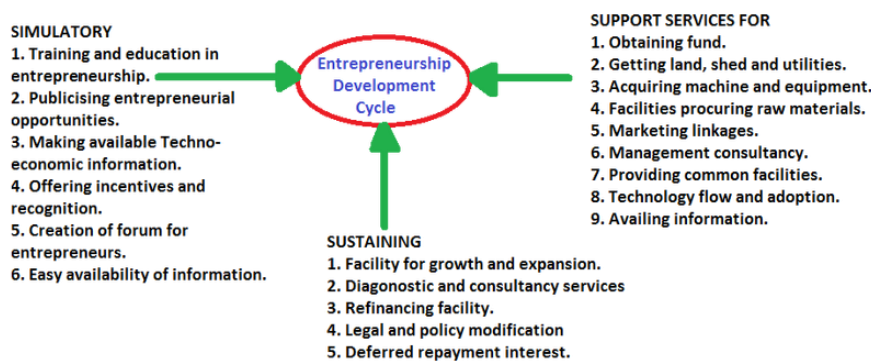 SIMULATORY
1. Training and education in
entrepreneurship.
2. Publicising entrepreneurial
opportunities.
3. Making available Techno-
economic information.
4. Offering incentives and
recognition.
5. Creation of forum for
entrepreneurs.
6. Easy availability of information.
Entrepreneurship
Development
Cycle
SUPPORT SERVICES FOR
1. Obtaining fund.
2. Getting land, shed and utilities.
3. Acquiring machine and equipment.
4. Facilities procuring raw materials.
5. Marketing linkages.
6. Management consultancy.
7. Providing common facilities.
8. Technology flow and adoption.
9. Availing information.
SUSTAINING
1. Facility for growth and expansion.
2. Diagonostic and consultancy services
3. Refinancing facility.
4. Legal and policy modification
5. Deferred repayment interest.